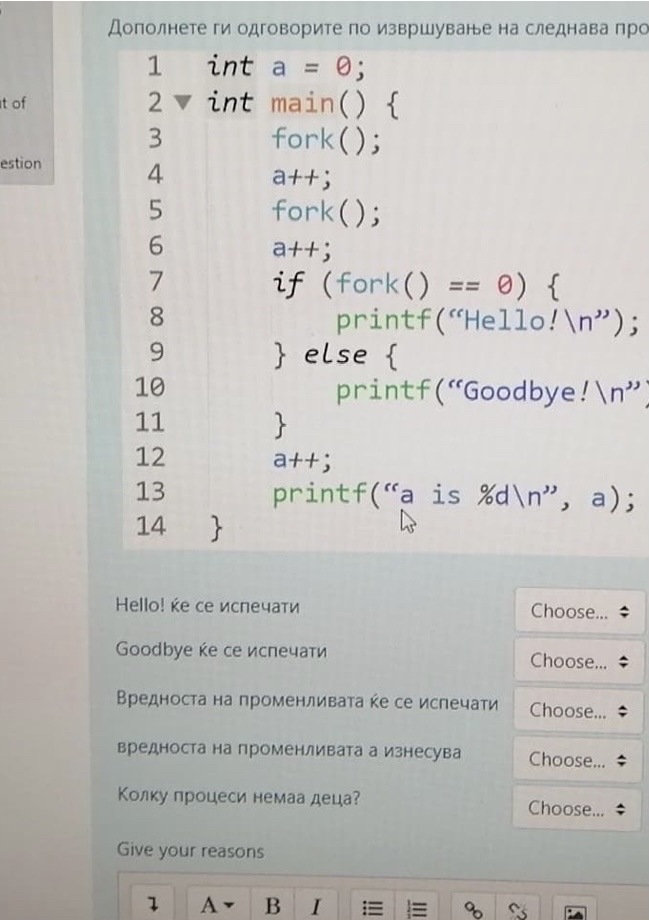 Дополнете ги одговорите по извршување на следнава про
t of
estion
1 int a = 0;
2 int main() {
3 fork();
4 a++;
5 fork();
6 a++;
7 if (fork() == 0) {
8 printf(“Hello!\n”);
9 } else {
10 printf(“Goodbye!\n”)
11 }
12 a++;
13 printf(“a is %d\n”, a);
14 }
Hello! ќе се испечати Choose...
Goodbye ќе се испечати Choose...
Вредноста на променливата ќе се испечати Choose...
вредноста на променливата а изнесува Choose...
Колку процеси немаа деца? Choose...
Give your reasons
A B I